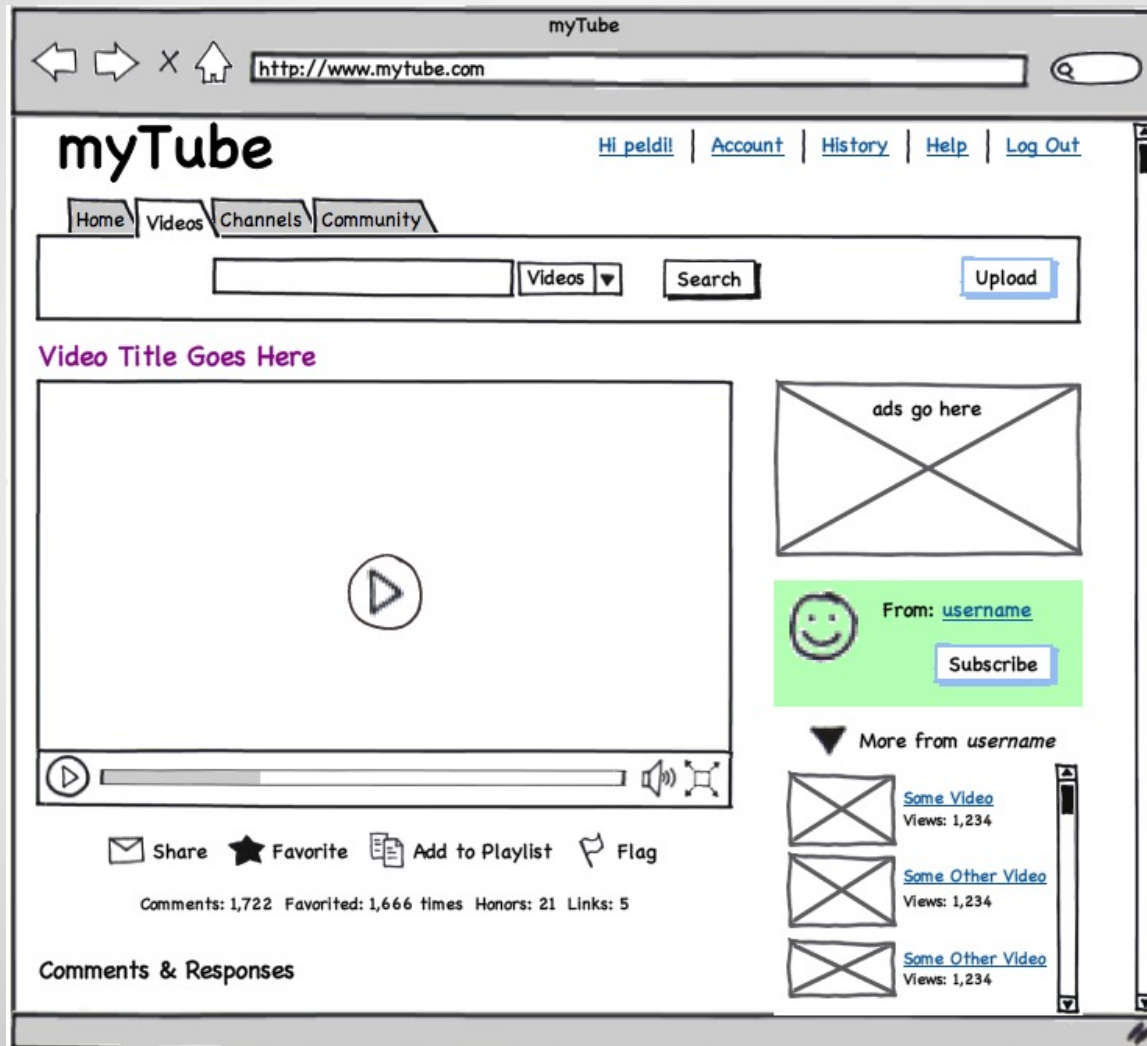 myTube
http://www.mytube.com
myTube
Hi peldi! | Account | History | Help | Log Out
Home Videos Channels Community
Videos Search Upload
Video Title Goes Here
ads go here
From: username
Subscribe
More from username
Some Video
Views: 1,234
Some Other Video
Views: 1,234
Some Other Video
Views: 1,234
Share Favorite Add to Playlist Flag
Comments: 1,722 Favorited: 1,666 times Honors: 21 Links: 5
Comments & Responses